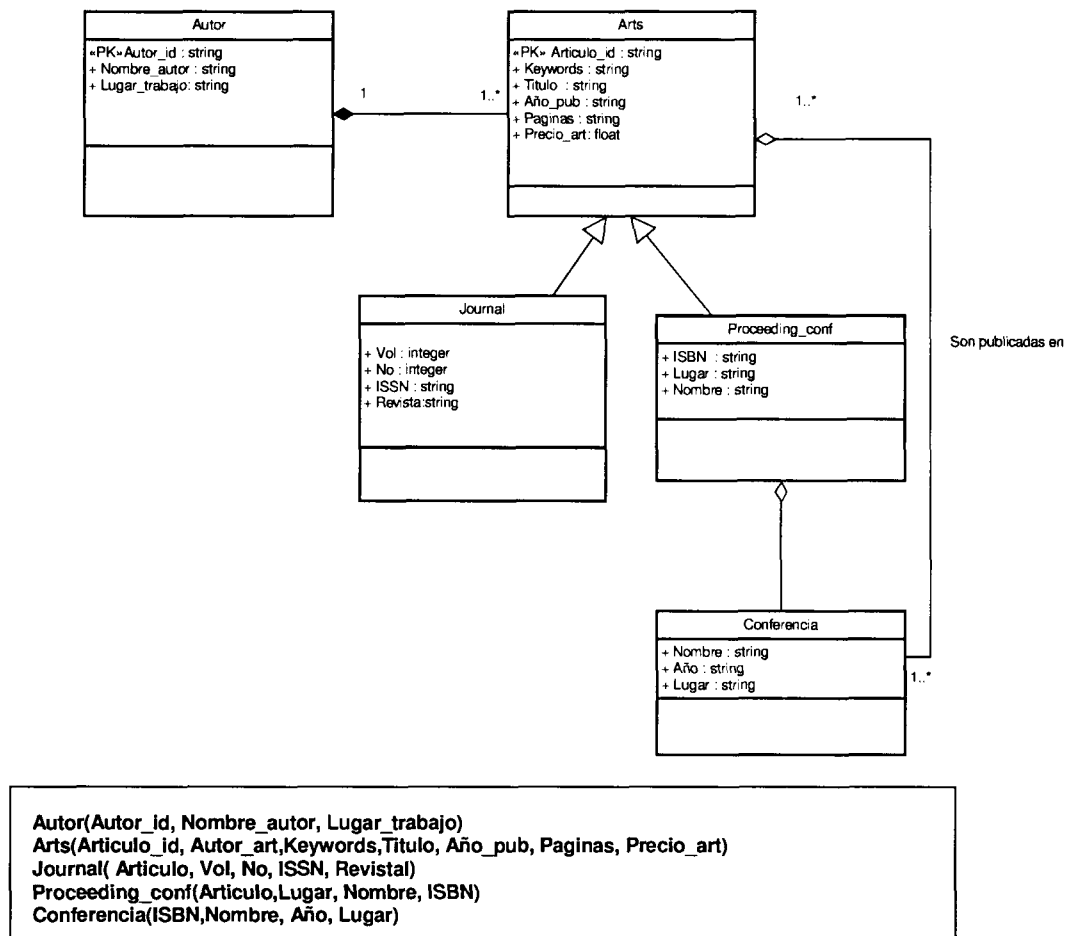 Autor
«PK» Autor_id : string
+ Nombre_autor : string
+ Lugar_trabajo: string
1
1..*
Arts
«PK» Articulo_id : string
+ Keywords : string
+ Titulo : string
+ Año_pub : string
+ Paginas : string
+ Precio_art: float
1..*
Journal
+ Vol : integer
+ No : integer
+ ISSN : string
+ Revista:string
Proceeding_conf
+ ISBN : string
+ Lugar : string
+ Nombre : string
Son publicadas en
Conferencia
+ Nombre : string
+ Año : string
+ Lugar : string
1..*
Autor(Autor_id, Nombre_autor, Lugar_trabajo)
Arts(Articulo_id, Autor_art,Keywords,Titulo, Año_pub, Paginas, Precio_art)
Journal( Articulo, Vol, No, ISSN, Revistal)
Proceeding_conf(Articulo,Lugar, Nombre, ISBN)
Conferencia(ISBN,Nombre, Año, Lugar)